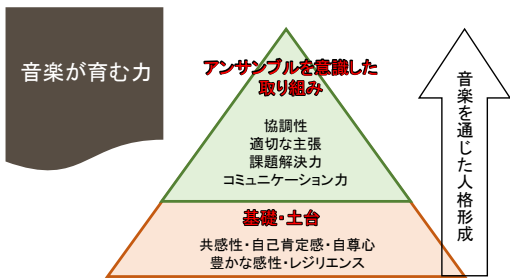 音楽が育む力
アンサンブルを意識した
取り組み
協調性
適切な主張
課題解決力
コミュニケーション力
基礎・土台
共感性・自己肯定感・自尊心
豊かな感性・レジリエンス
音楽を通じた人格形成